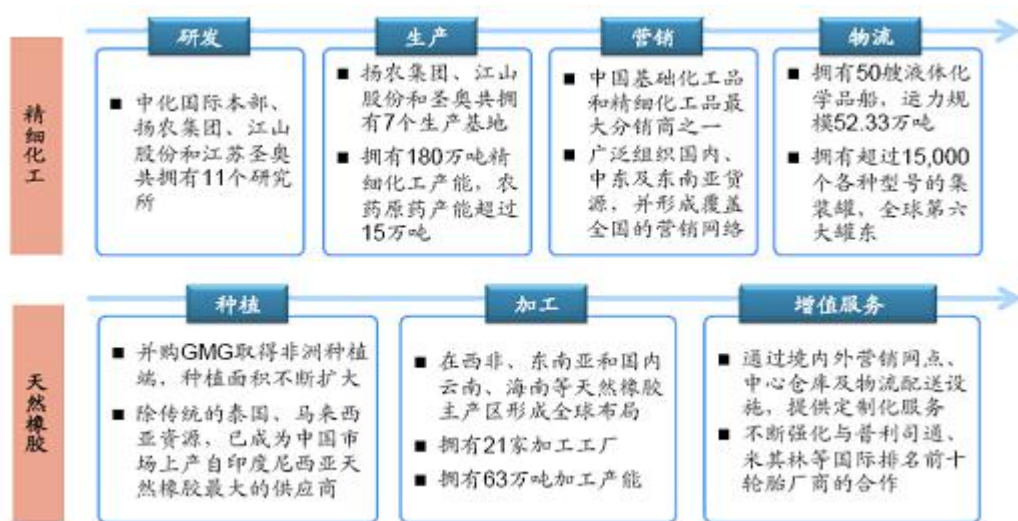 精细化工
研发
■ 中化国际本部、
扬农集团、江山
股份和江苏圣奥
共拥有11个研究
所
生产
■ 扬农集团、江山
股份和圣奥共拥
有7个生产基地
■ 拥有180万吨精
细化工产能，农
药原药产能超过
15万吨
营销
■ 中国基础化工品
和精细化工品最
大分销商之一
■ 广泛组织国内、
中东及东南亚货
源，并形成覆盖
全国的营销网络
物流
■ 拥有50艘液体化
学品船，运力规
模52.33万吨
■ 拥有超过15,000
个各种型号的集
装罐，全球第六
大罐东
天然橡胶
种植
■ 并购GMG取得非洲种植
端，种植面积不断扩大
■ 除传统的泰国、马来西
亚资源，已成为中国市
场上产自印度尼西亚天
然橡胶最大的供应商
加工
■ 在西非、东南亚和国内
云南、海南等天然橡胶
主产区形成全球布局
■ 拥有21家加工工厂
■ 拥有63万吨加工产能
增值服务
■ 通过境内外营销网点、
中心仓库及物流配送设
施，提供定制化服务
■ 不断强化与普利司通、
米其林等国际排名前十
轮胎厂商的合作